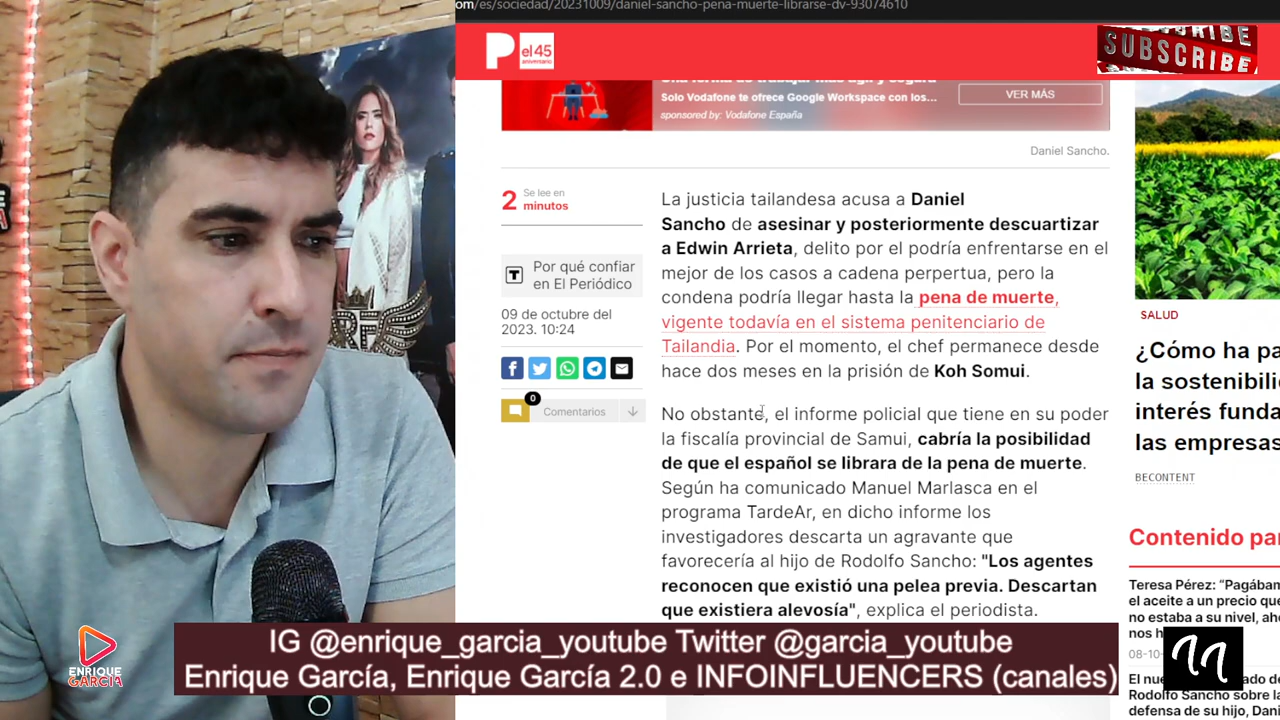 om/es/sociedad/20231009/daniel-sancho-pena-muerte-librarse-dv-93074610
SUBSCRIBE
P el 45
aniversario
Solo Vodafone te ofrece Google Workspace con los...
sponsored by: Vodafone España
VER MÁS
Daniel Sancho.
2 Se lee en
minutos
Por qué confiar
en El Periódico
09 de octubre del
2023. 10:24
0
Comentarios
La justicia tailandesa acusa a Daniel
Sancho de asesinar y posteriormente descuartizar
a Edwin Arrieta, delito por el podría enfrentarse en el
mejor de los casos a cadena perpertua, pero la
condena podría llegar hasta la pena de muerte,
vigente todavía en el sistema penitenciario de
Tailandia. Por el momento, el chef permanece desde
hace dos meses en la prisión de Koh Somui.
No obstante, el informe policial que tiene en su poder
la fiscalía provincial de Samui, cabría la posibilidad
de que el español se librara de la pena de muerte.
Según ha comunicado Manuel Marlasca en el
programa TardeAr, en dicho informe los
investigadores descarta un agravante que
favorecería al hijo de Rodolfo Sancho: "Los agentes
reconocen que existió una pelea previa. Descartan
que existiera alevosía", explica el periodista.
SALUD
¿Cómo ha pa
la sostenibili
interés funda
las empresas
BECONTENT
Contenido pa
Teresa Pérez: “Pagábam
el aceite a un precio que
no estaba a su nivel, aho
nos h
08-10-
El nue ado de
Rodolfo Sancho sobre la
defensa de su hijo, Dani
IG @enrique_garcia_youtube Twitter @garcia_youtube
Enrique García, Enrique García 2.0 e INFOINFLUENCERS (canales)
ENRIQUE
GARCÍA